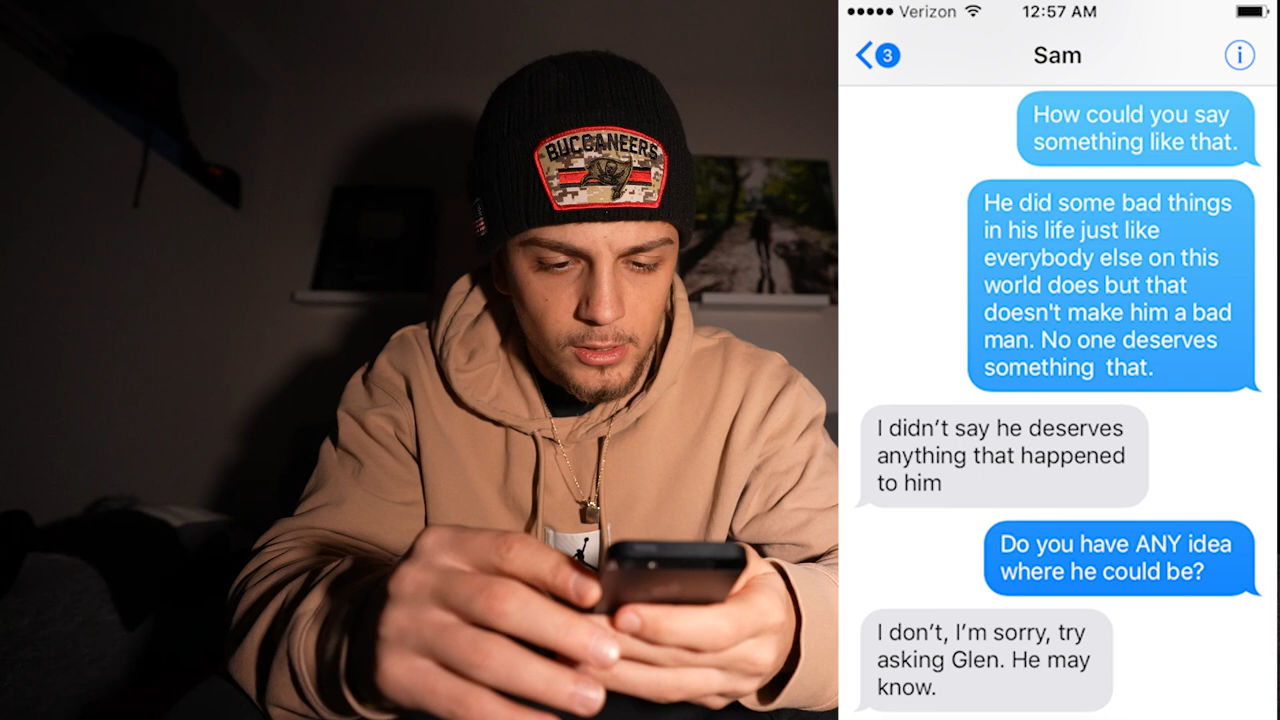 BUCCANEERS
Verizon 12:57 AM
3 Sam i
How could you say
something like that.
He did some bad things
in his life just like
everybody else on this
world does but that
doesn't make him a bad
man. No one deserves
something  that.
I didn’t say he deserves
anything that happened
to him
Do you have ANY idea
where he could be?
I don’t, I’m sorry, try
asking Glen. He may
know.